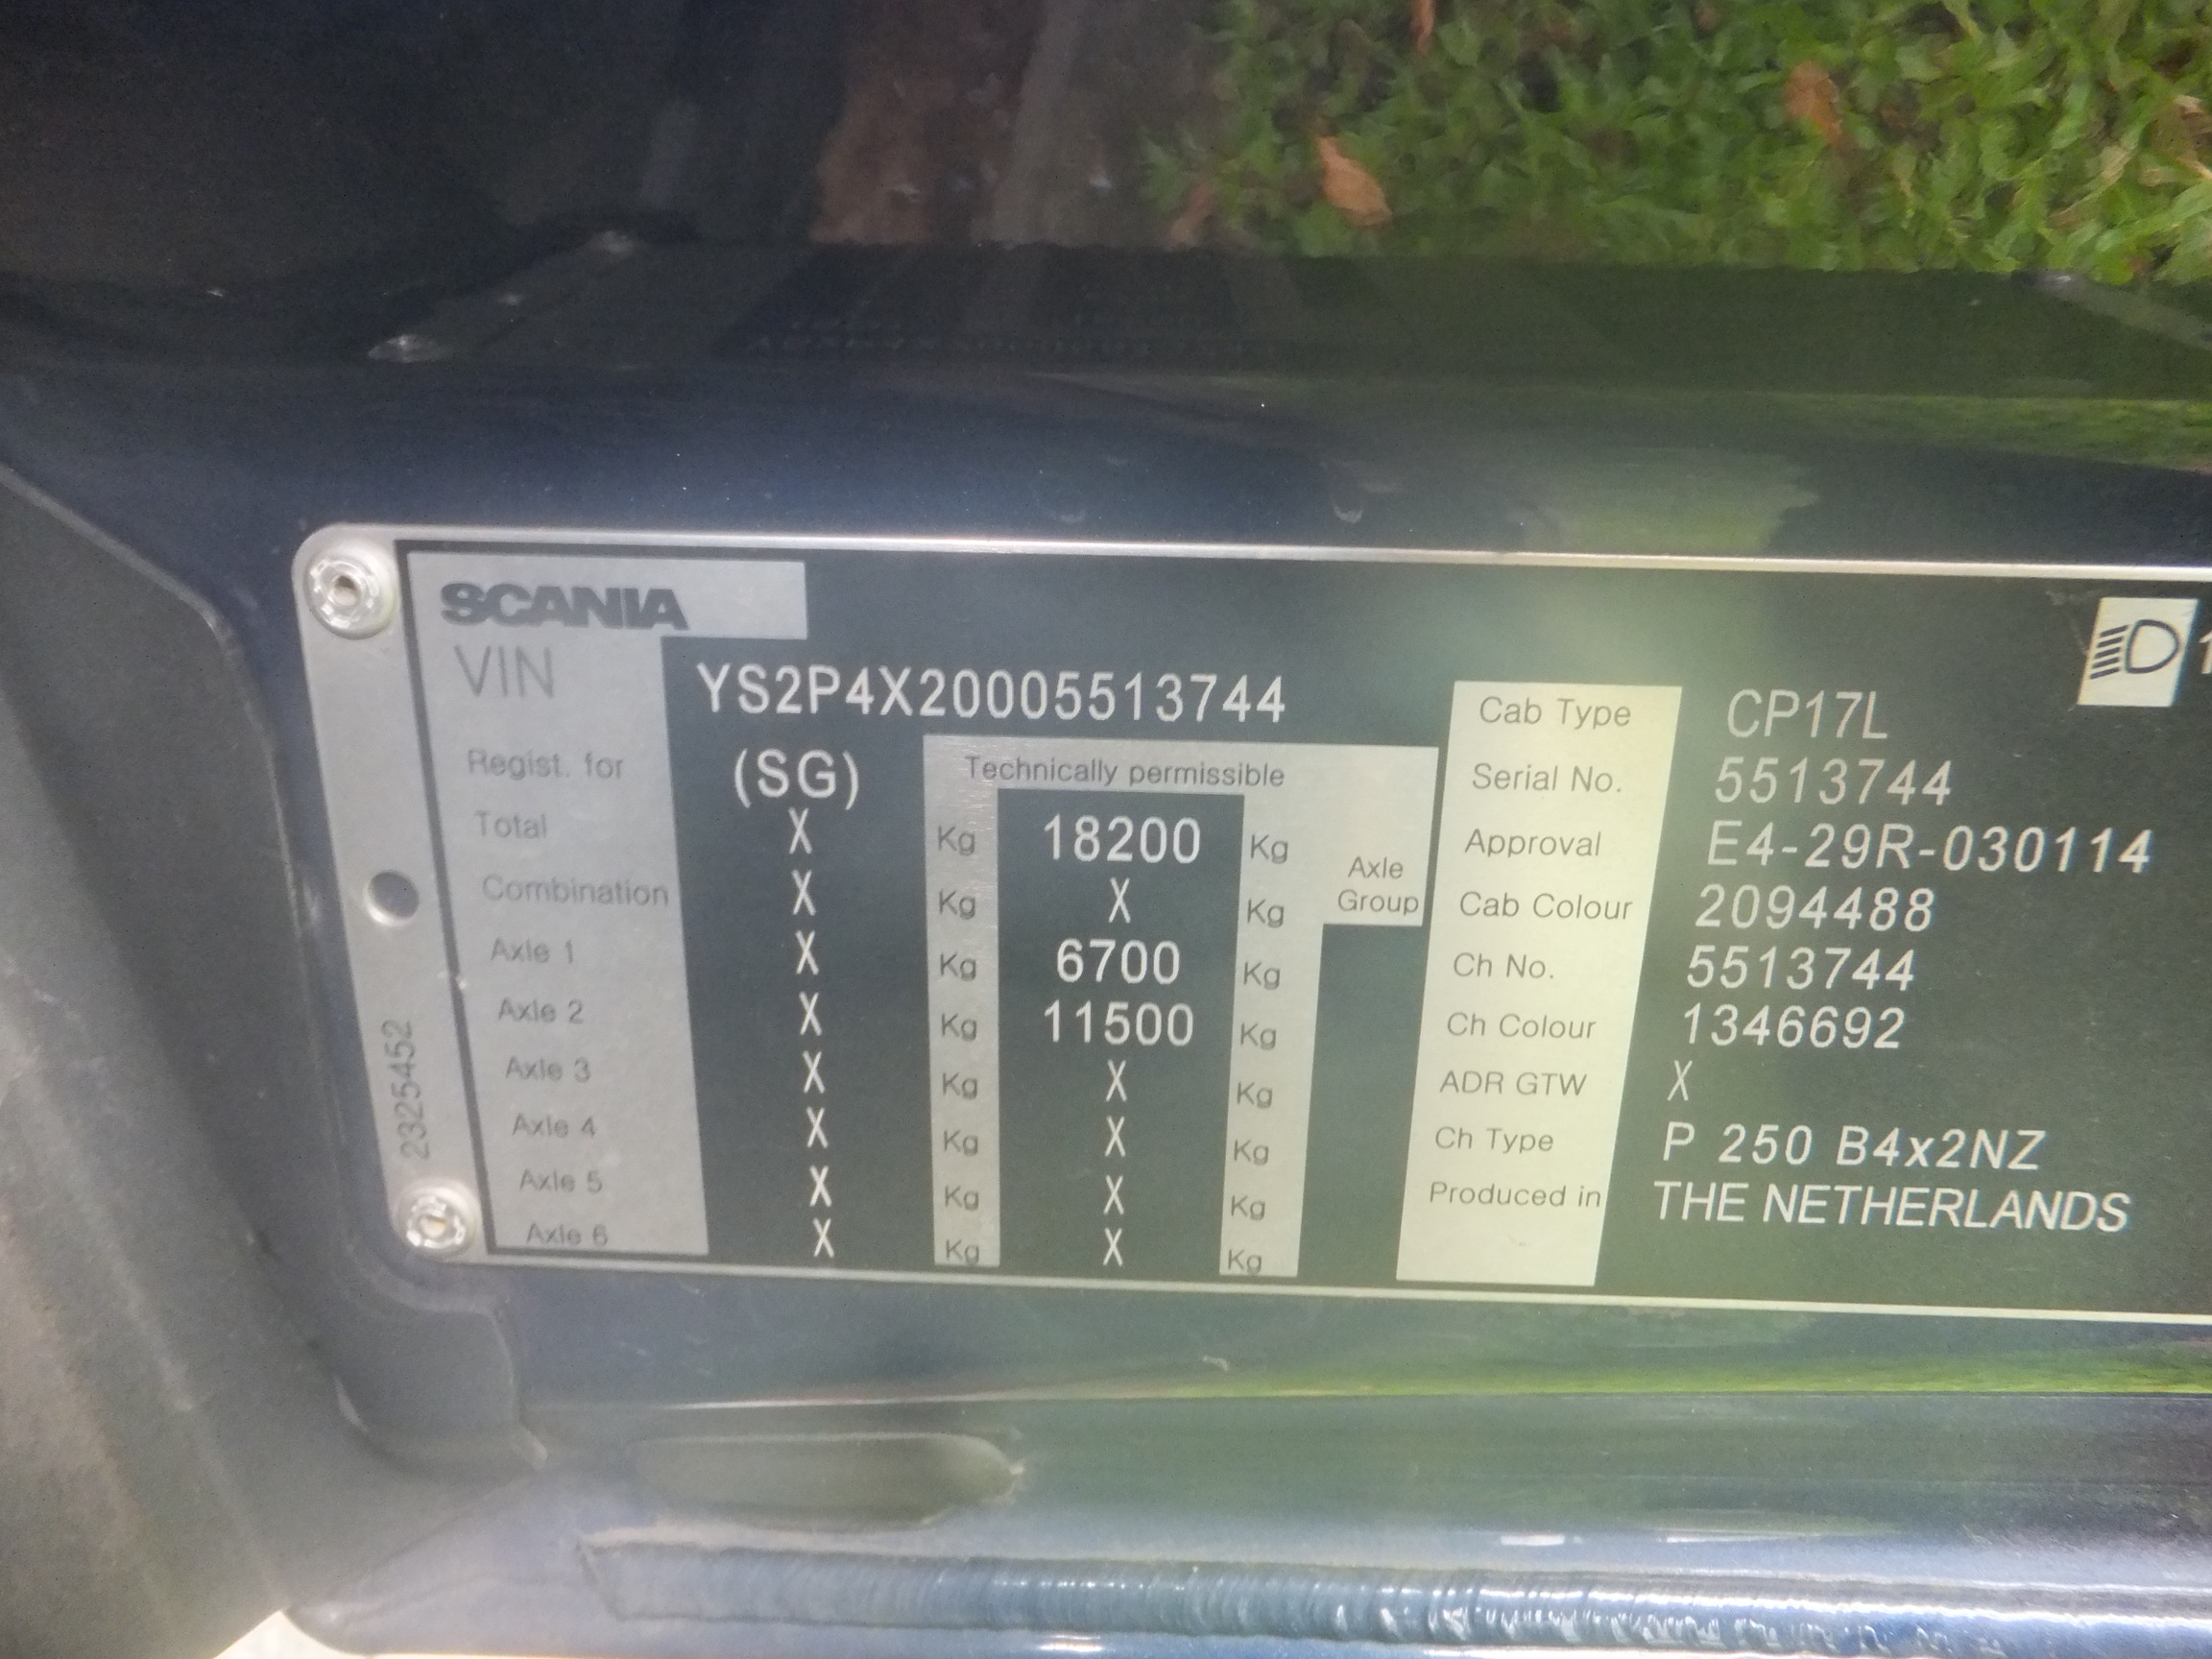 SCANIA
VIN YS2P4X20005513744
Regist. for (SG) Technically permissible
Total X Kg 18200 Kg Axle Group
Combination X Kg X Kg
Axle 1 X Kg 6700 Kg
Axle 2 X Kg 11500 Kg
Axle 3 X Kg X Kg
Axle 4 X Kg X Kg
Axle 5 X Kg X Kg
Axle 6 X Kg X Kg
Cab Type CP17L
Serial No. 5513744
Approval E4-29R-030114
Cab Colour 2094488
Ch No. 5513744
Ch Colour 1346692
ADR GTW X
Ch Type P 250 B4x2NZ
Produced in THE NETHERLANDS
2325452